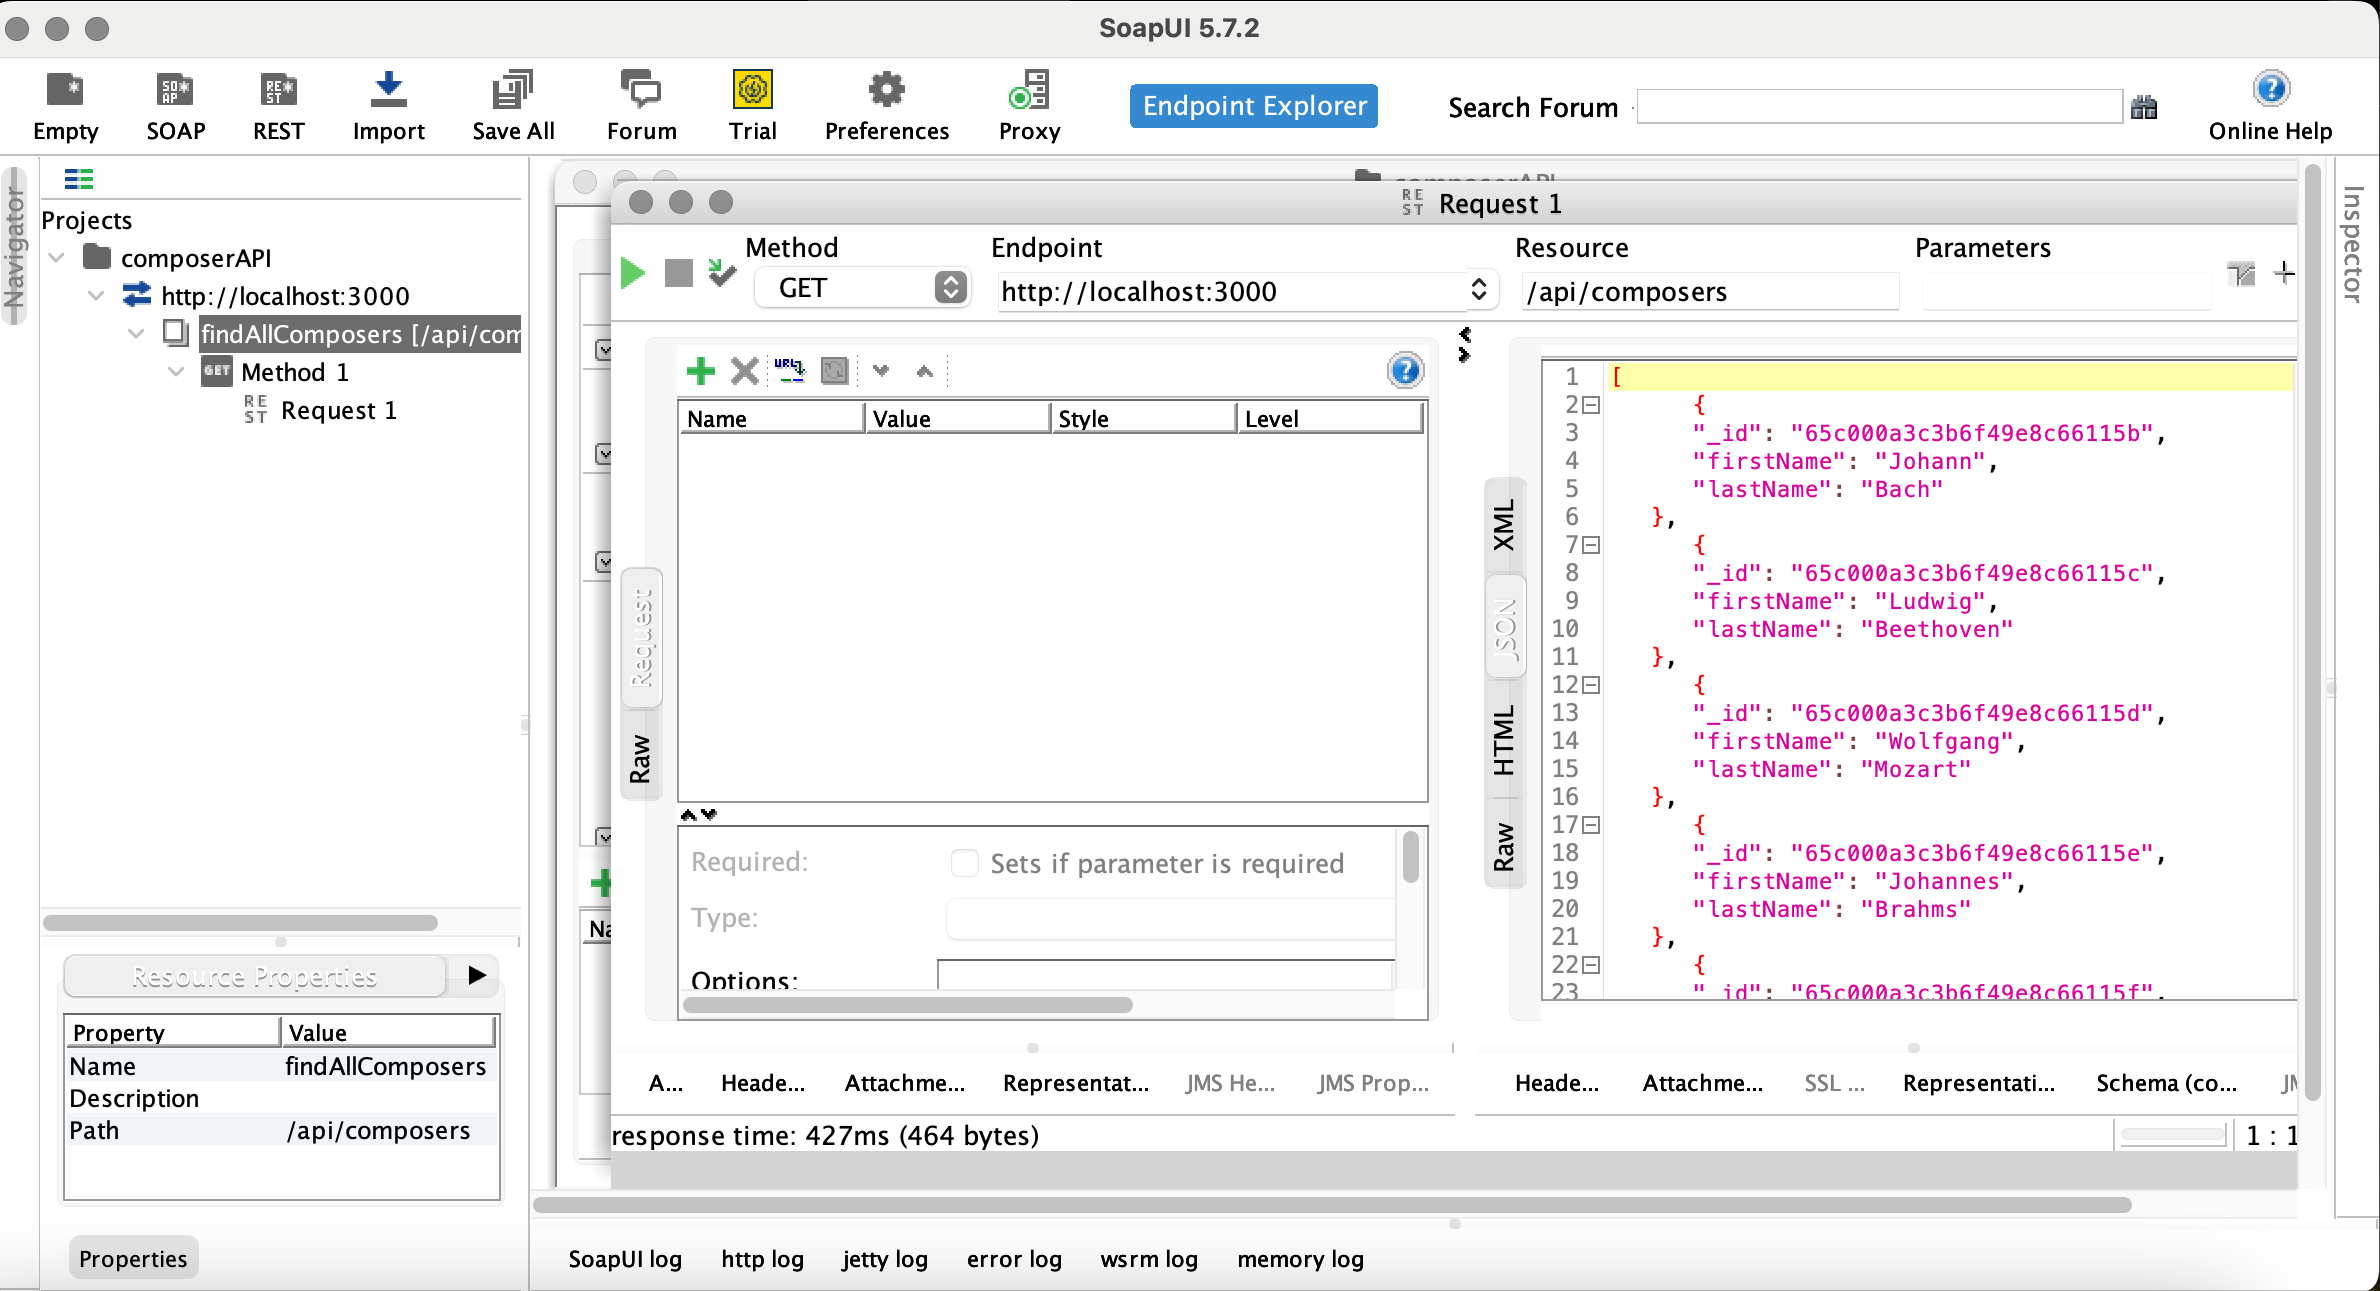 SoapUI 5.7.2
Empty
SOAP
REST
Import
Save All
Forum
Trial
Preferences
Proxy
Endpoint Explorer
Search Forum
Online Help
Navigator
Projects
composerAPI
http://localhost:3000
findAllComposers [/api/com
GET Method 1
REST Request 1
Resource Properties
Property Value
Name findAllComposers
Description
Path /api/composers
Properties
composerAPI
REST Request 1
Method
GET
Endpoint
http://localhost:3000
Resource
/api/composers
Parameters
Inspector
Request
Raw
Name Value Style Level
Required: Sets if parameter is required
Type:
Options:
XML
JSON
HTML
Raw
1 [
2 {
3 "_id": "65c000a3c3b6f49e8c66115b",
4 "firstName": "Johann",
5 "lastName": "Bach"
6 },
7 {
8 "_id": "65c000a3c3b6f49e8c66115c",
9 "firstName": "Ludwig",
10 "lastName": "Beethoven"
11 },
12 {
13 "_id": "65c000a3c3b6f49e8c66115d",
14 "firstName": "Wolfgang",
15 "lastName": "Mozart"
16 },
17 {
18 "_id": "65c000a3c3b6f49e8c66115e",
19 "firstName": "Johannes",
20 "lastName": "Brahms"
21 },
22 {
23 "_id": "65c000a3c3b6f49e8c66115f",
A... Heade... Attachme... Representat... JMS He... JMS Prop...
Heade... Attachme... SSL ... Representati... Schema (co...
response time: 427ms (464 bytes)
1 : 1
SoapUI log http log jetty log error log wsrm log memory log